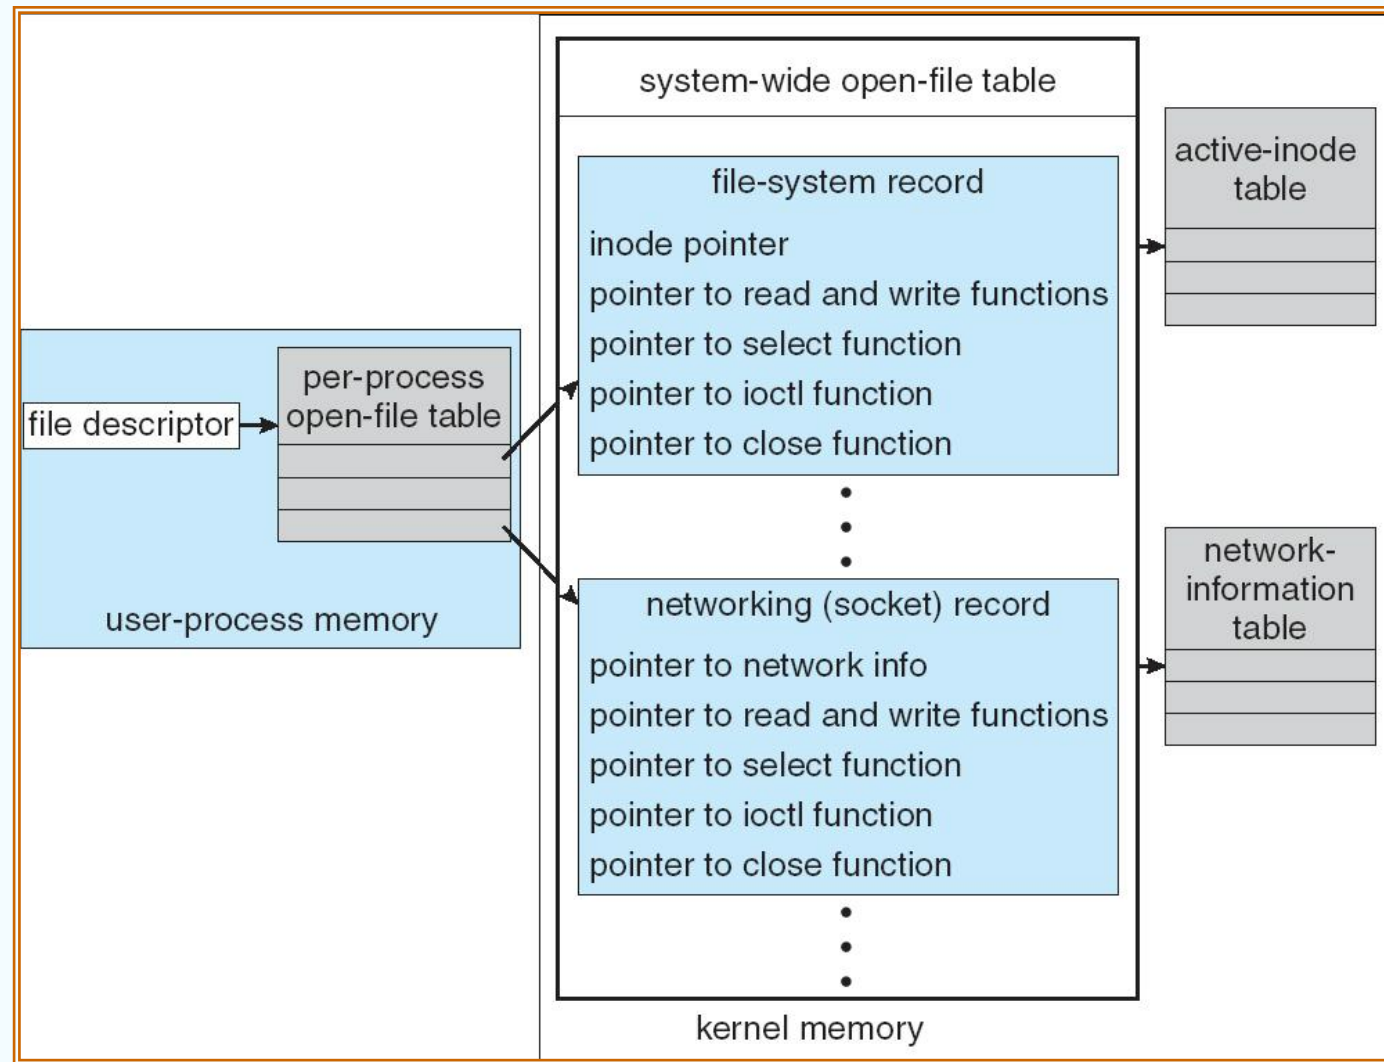 system-wide open-file table
file-system record
inode pointer
pointer to read and write functions
pointer to select function
pointer to ioctl function
pointer to close function
active-inode
table
file descriptor
per-process
open-file table
user-process memory
networking (socket) record
pointer to network info
pointer to read and write functions
pointer to select function
pointer to ioctl function
pointer to close function
network-
information
table
kernel memory